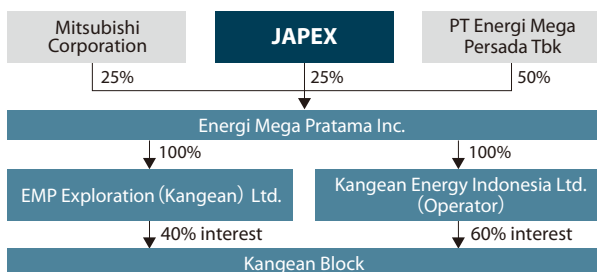 Mitsubishi
Corporation
JAPEX
PT Energi Mega
Persada Tbk
25%
25%
50%
Energi Mega Pratama Inc.
100%
100%
EMP Exploration (Kangean) Ltd.
Kangean Energy Indonesia Ltd.
(Operator)
40% interest
60% interest
Kangean Block